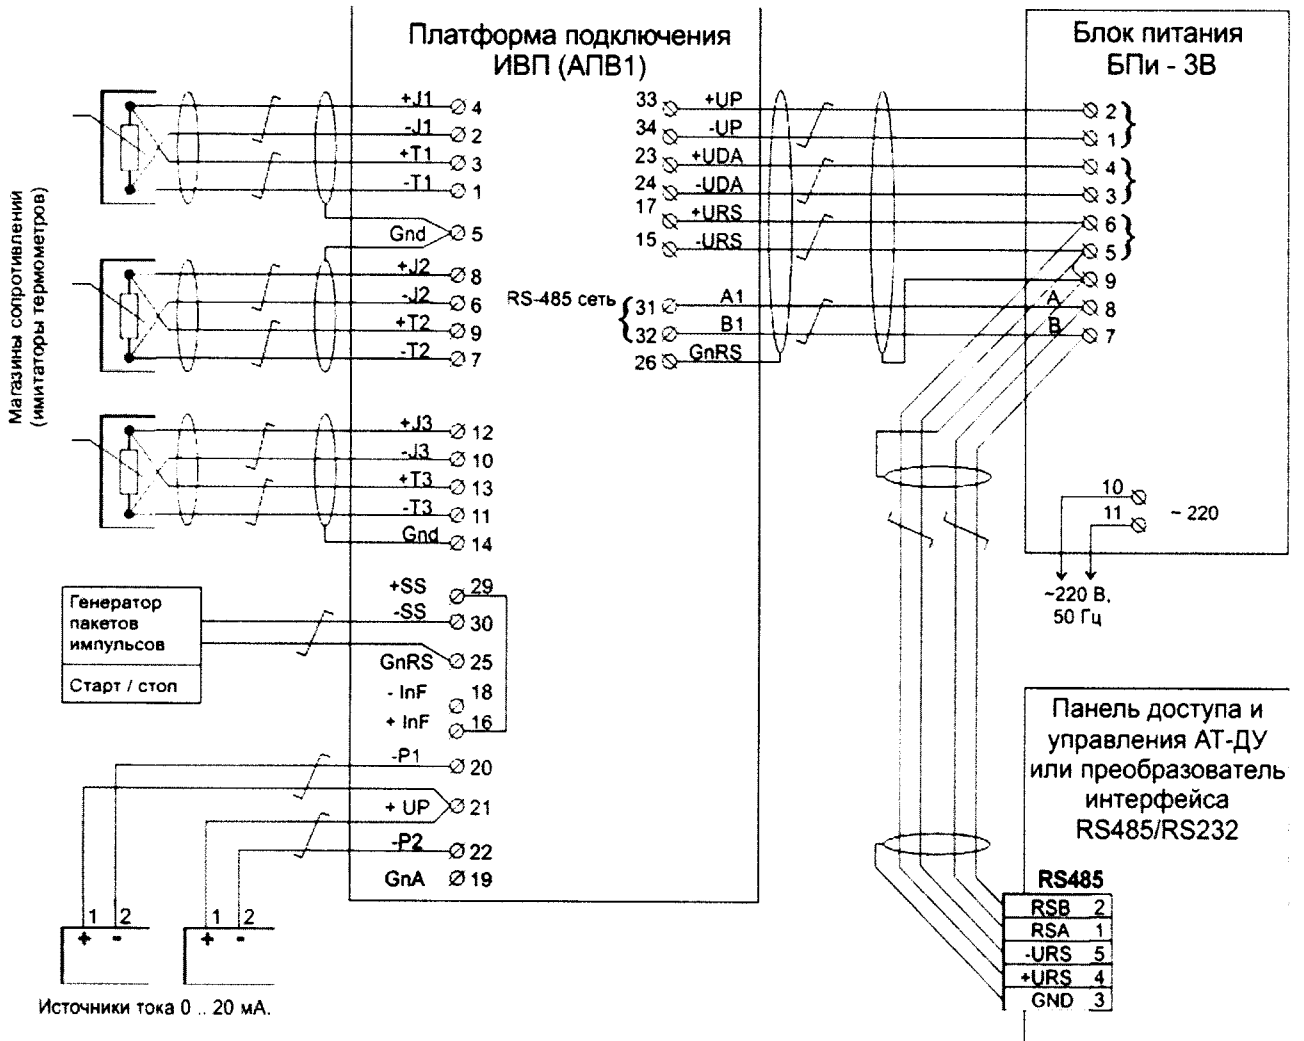 Платформа подключения
ИВП (АПВ1)
Блок питания
БПи - 3В
Магазины сопротивлений
(имитаторы термометров)
+J1 4
-J1 2
+T1 3
-T1 1
Gnd 5
+J2 8
-J2 6
+T2 9
-T2 7
+J3 12
-J3 10
+T3 13
-T3 11
Gnd 14
+SS 29
-SS 30
GnRS 25
- InF 18
+ InF 16
-P1 20
+ UP 21
-P2 22
GnA 19
33 +UP 2
34 -UP 1
23 +UDA 4
24 -UDA 3
17 +URS 6
15 -URS 5
9
RS-485 сеть
31 A1 A 8
32 B1 B 7
26 GnRS
10
11
~ 220
~220 В,
50 Гц
Генератор
пакетов
импульсов
Старт / стоп
1 2
+ -
1 2
+ -
Источники тока 0 .. 20 мА.
Панель доступа и
управления АТ-ДУ
или преобразователь
интерфейса
RS485/RS232
RS485
RSB 2
RSA 1
-URS 5
+URS 4
GND 3